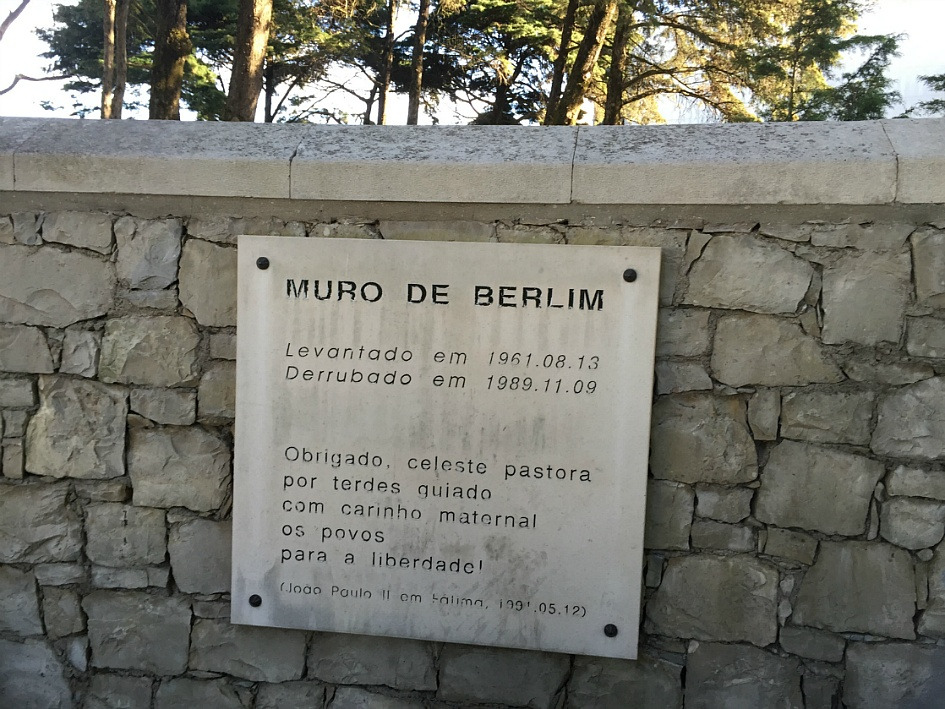 MURO DE BERLIM
Levantado em 1961.08.13
Derrubado em 1989.11.09
Obrigado, celeste pastora
por terdes guiado
com carinho maternal
os povos
para a liberdade!
(João Paulo II em Fátima, 1991.05.12)